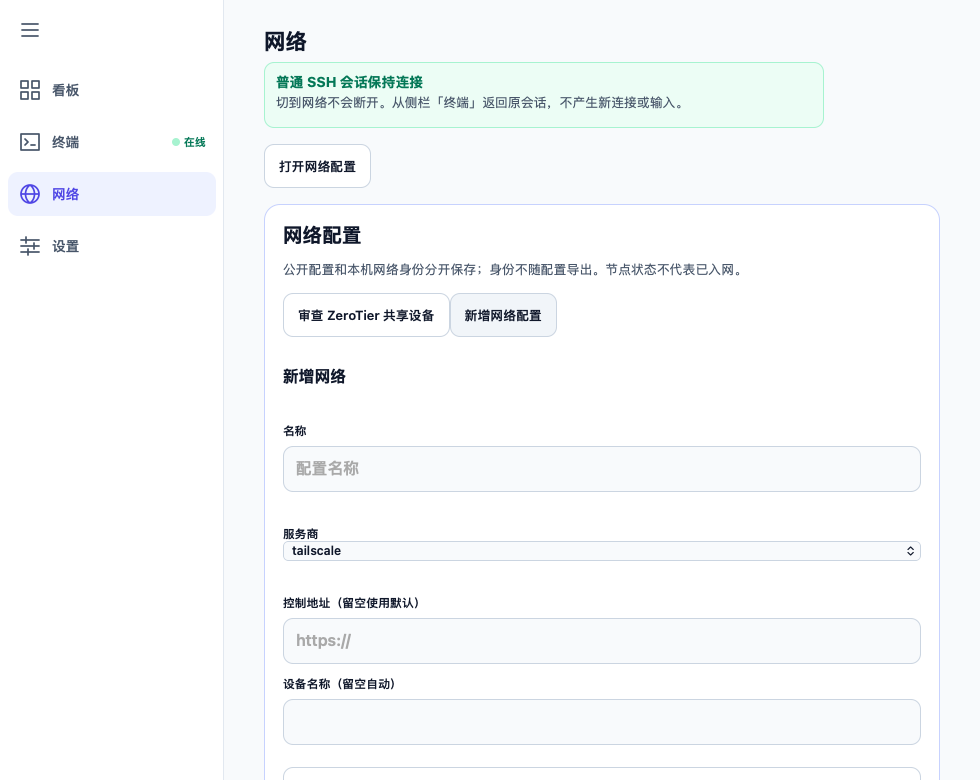 网络
普通 SSH 会话保持连接
切到网络不会断开。从侧栏「终端」返回原会话，不产生新连接或输入。
看板
终端
在线
网络
设置
打开网络配置
网络配置
公开配置和本机网络身份分开保存；身份不随配置导出。节点状态不代表已入网。
审查 ZeroTier 共享设备
新增网络配置
新增网络
名称
配置名称
服务商
tailscale
控制地址（留空使用默认）
https://
设备名称（留空自动）